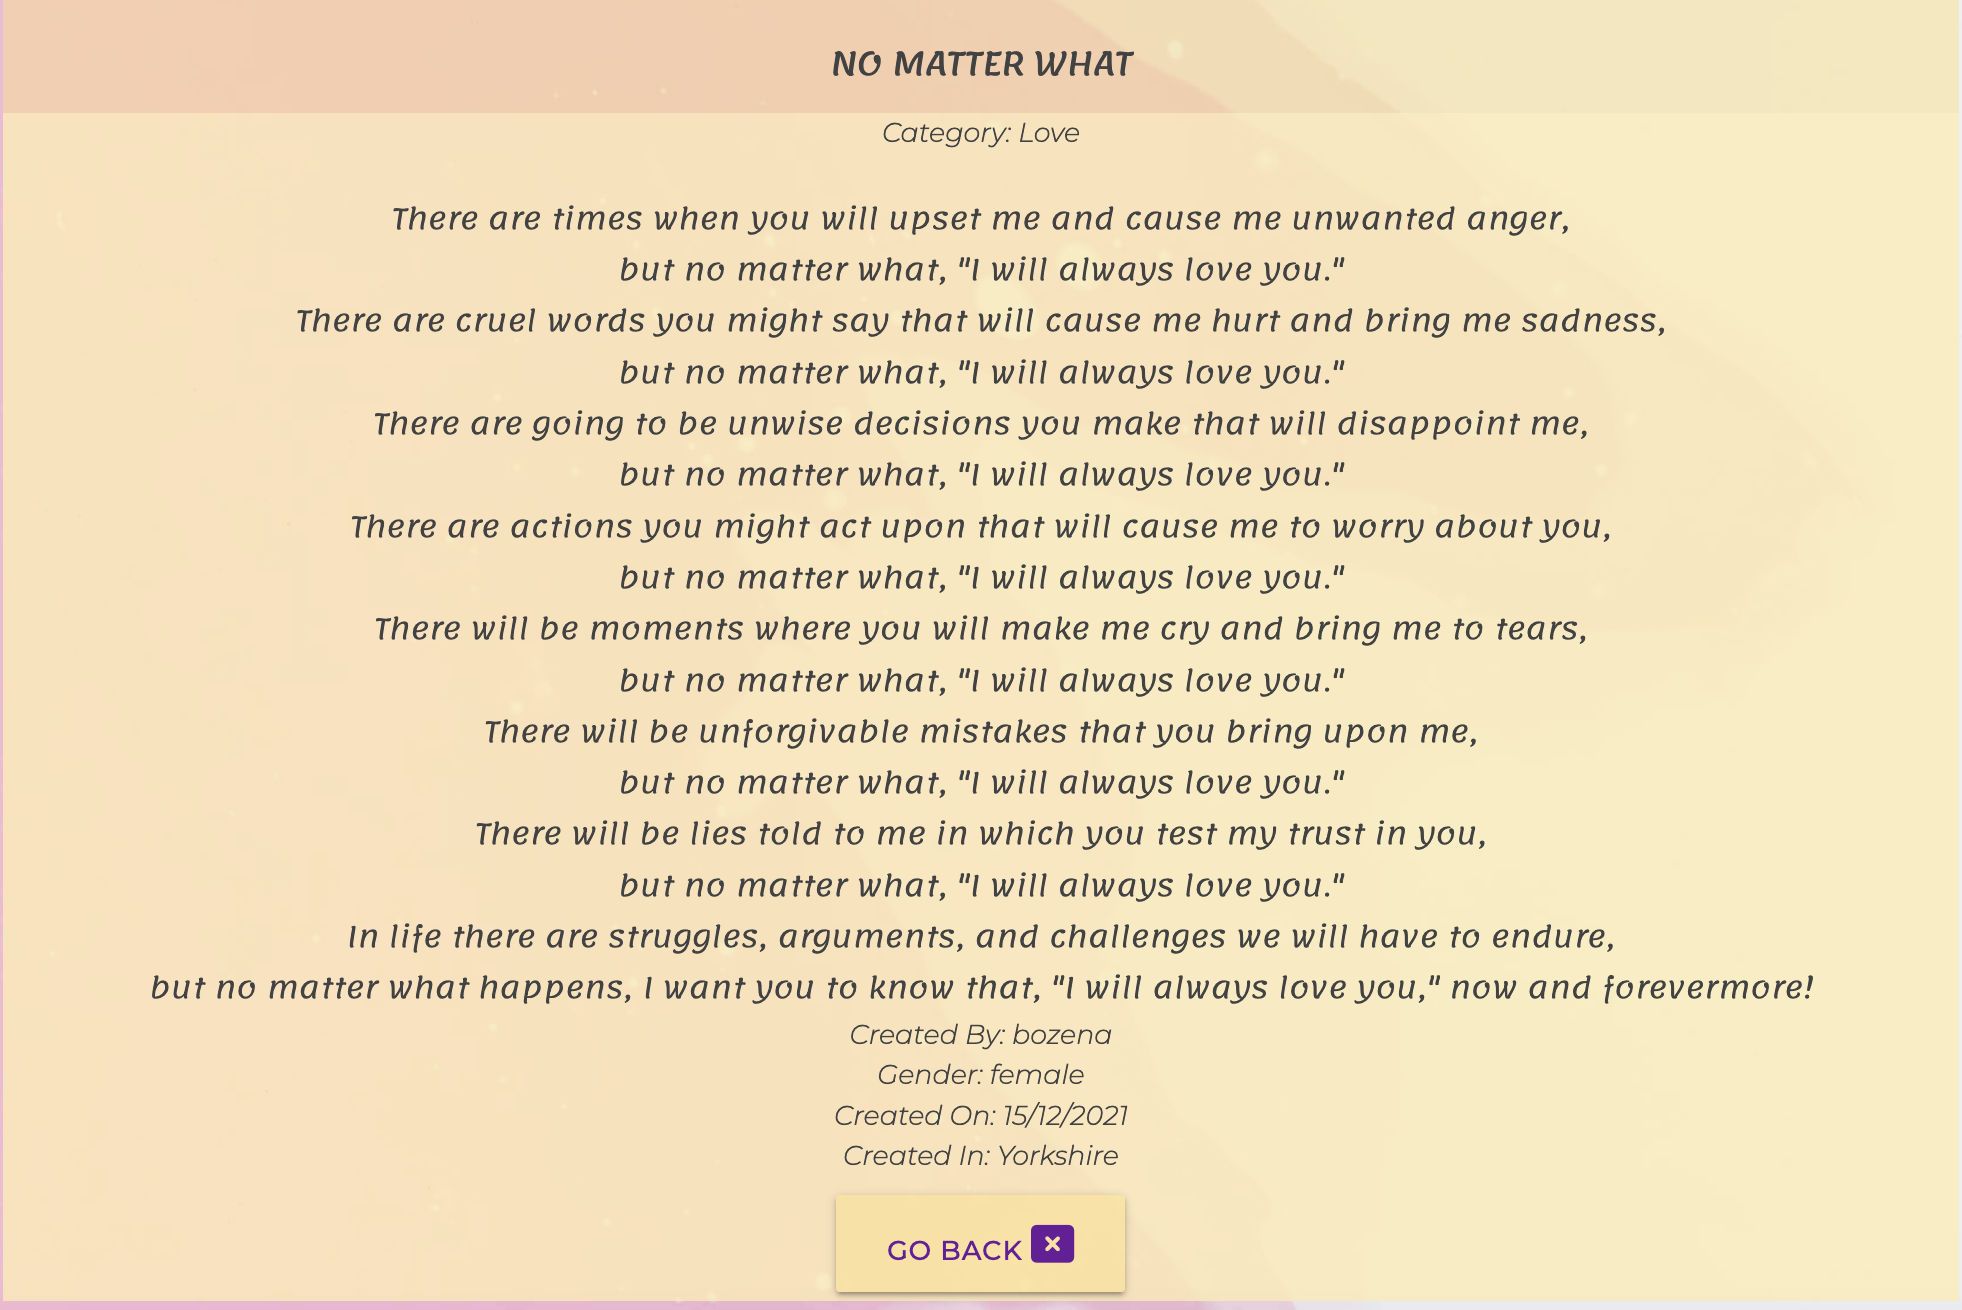 NO MATTER WHAT
Category: Love
There are times when you will upset me and cause me unwanted anger,
but no matter what, "I will always love you."
There are cruel words you might say that will cause me hurt and bring me sadness,
but no matter what, "I will always love you."
There are going to be unwise decisions you make that will disappoint me,
but no matter what, "I will always love you."
There are actions you might act upon that will cause me to worry about you,
but no matter what, "I will always love you."
There will be moments where you will make me cry and bring me to tears,
but no matter what, "I will always love you."
There will be unforgivable mistakes that you bring upon me,
but no matter what, "I will always love you."
There will be lies told to me in which you test my trust in you,
but no matter what, "I will always love you."
In life there are struggles, arguments, and challenges we will have to endure,
but no matter what happens, I want you to know that, "I will always love you," now and forevermore!
Created By: bozena
Gender: female
Created On: 15/12/2021
Created In: Yorkshire
GO BACK